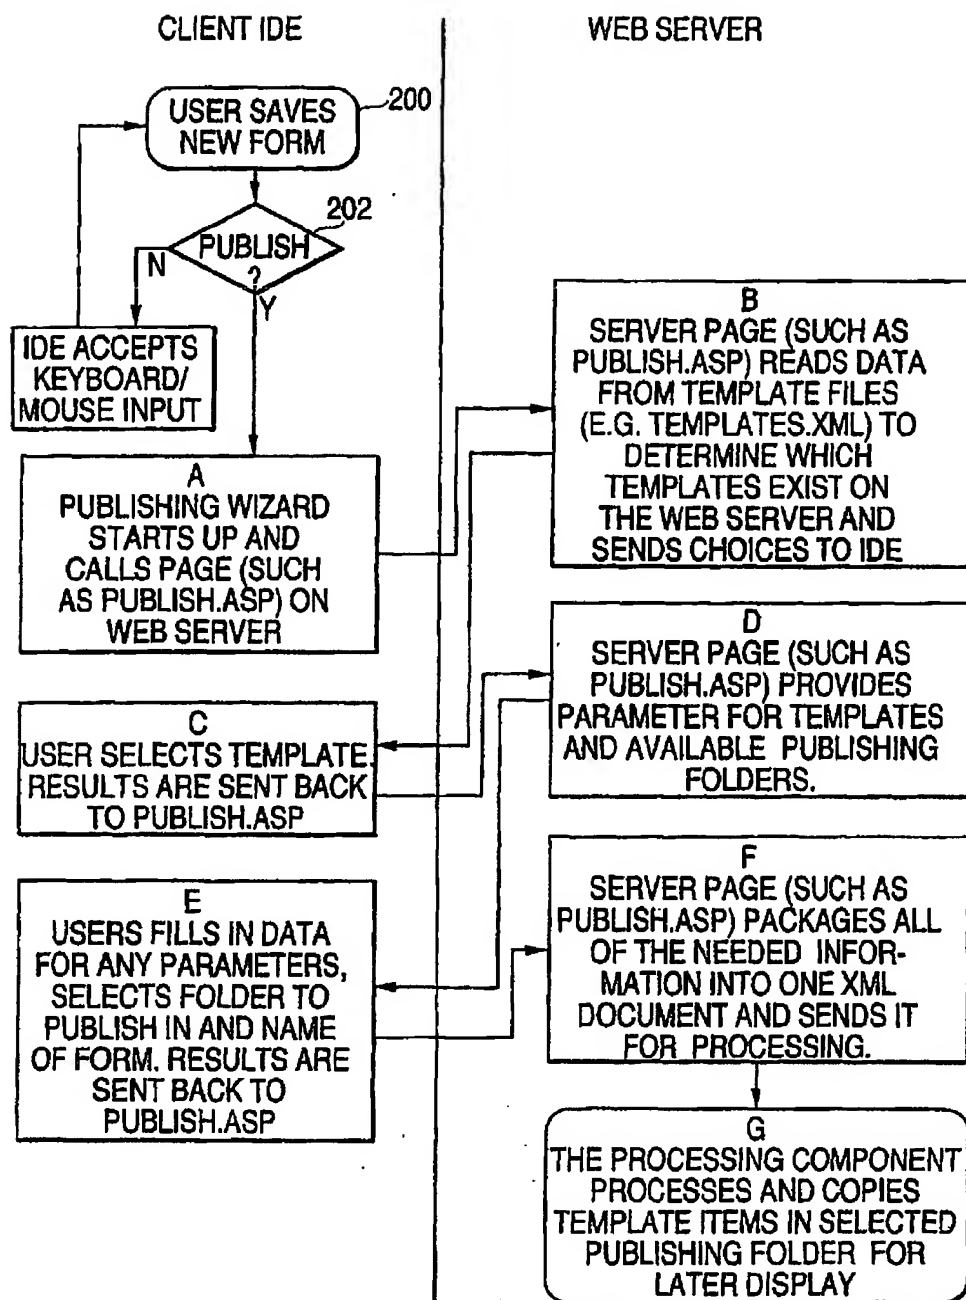 CLIENT IDE
WEB SERVER
USER SAVES
NEW FORM
200
PUBLISH
?
202
N
Y
IDE ACCEPTS
KEYBOARD/
MOUSE INPUT
A
PUBLISHING WIZARD
STARTS UP AND
CALLS PAGE (SUCH
AS PUBLISH.ASP) ON
WEB SERVER
B
SERVER PAGE (SUCH AS
PUBLISH.ASP) READS DATA
FROM TEMPLATE FILES
(E.G. TEMPLATES.XML) TO
DETERMINE WHICH
TEMPLATES EXIST ON
THE WEB SERVER AND
SENDS CHOICES TO IDE
C
USER SELECTS TEMPLATE.
RESULTS ARE SENT BACK
TO PUBLISH.ASP
D
SERVER PAGE (SUCH AS
PUBLISH.ASP) PROVIDES
PARAMETER FOR TEMPLATES
AND AVAILABLE PUBLISHING
FOLDERS.
E
USERS FILLS IN DATA
FOR ANY PARAMETERS,
SELECTS FOLDER TO
PUBLISH IN AND NAME
OF FORM. RESULTS ARE
SENT BACK TO
PUBLISH.ASP
F
SERVER PAGE (SUCH AS
PUBLISH.ASP) PACKAGES ALL
OF THE NEEDED INFOR-
MATION INTO ONE XML
DOCUMENT AND SENDS IT
FOR PROCESSING.
G
THE PROCESSING COMPONENT
PROCESSES AND COPIES
TEMPLATE ITEMS IN SELECTED
PUBLISHING FOLDER FOR
LATER DISPLAY